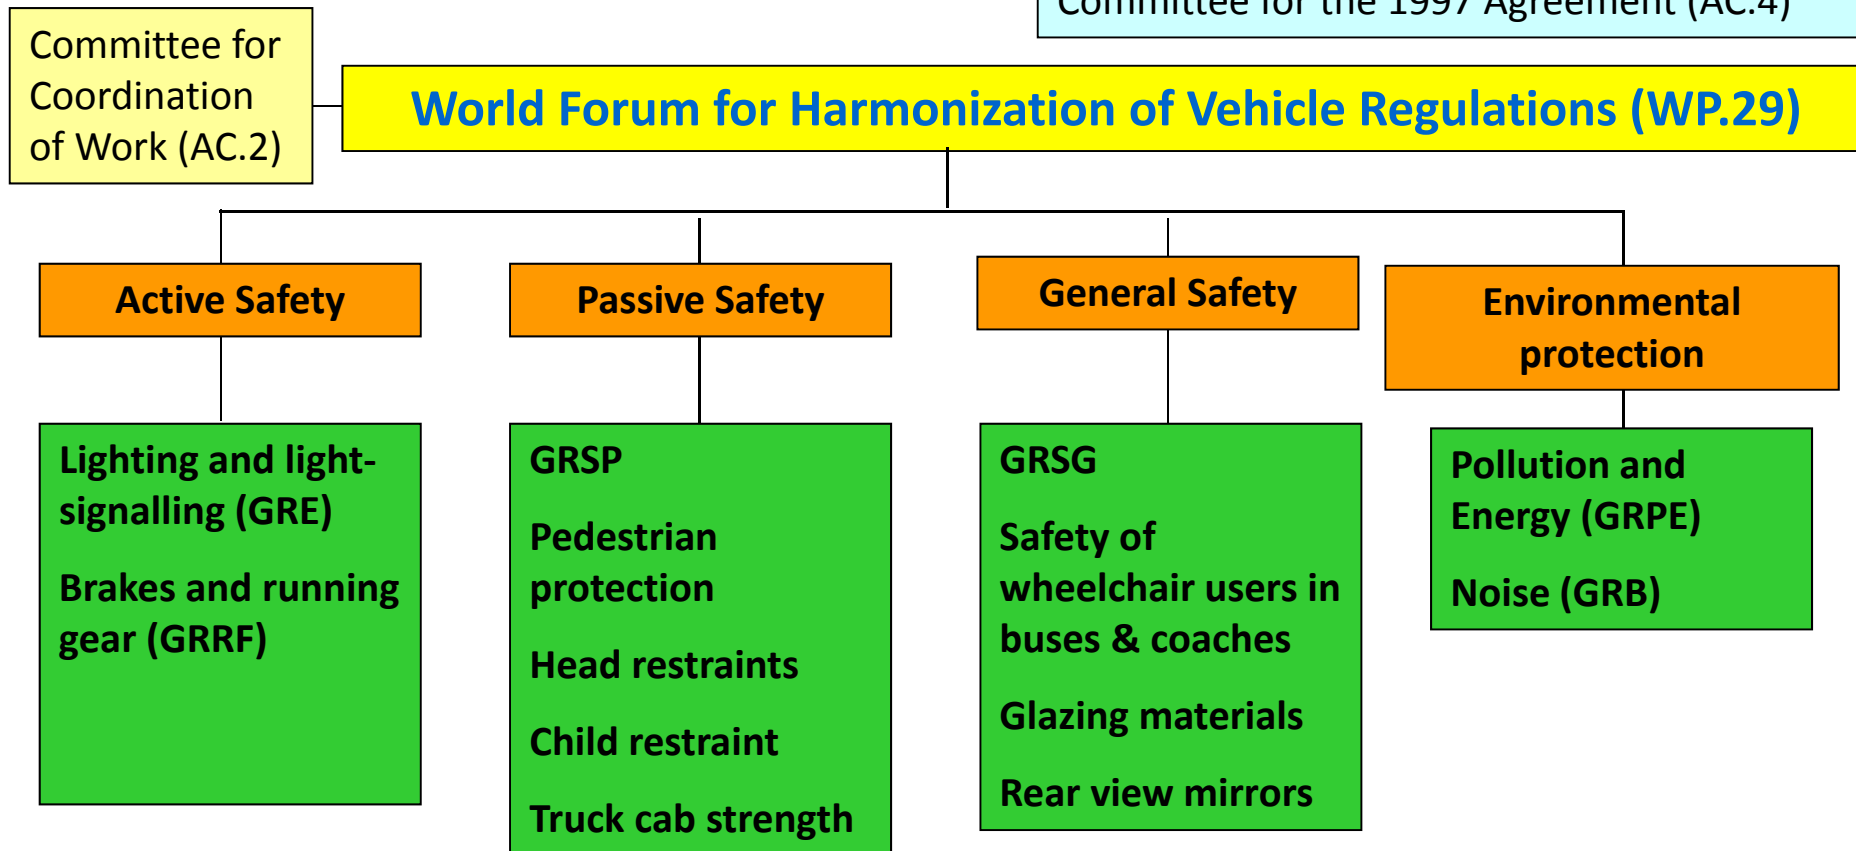 Committee for the 1997 Agreement (AC.4)
Committee for
Coordination
of Work (AC.2)
World Forum for Harmonization of Vehicle Regulations (WP.29)
Active Safety
Passive Safety
General Safety
Environmental
protection
Lighting and light-
signalling (GRE)
Brakes and running
gear (GRRF)
GRSP
Pedestrian
protection
Head restraints
Child restraint
Truck cab strength
GRSG
Safety of
wheelchair users in
buses & coaches
Glazing materials
Rear view mirrors
Pollution and
Energy (GRPE)
Noise (GRB)